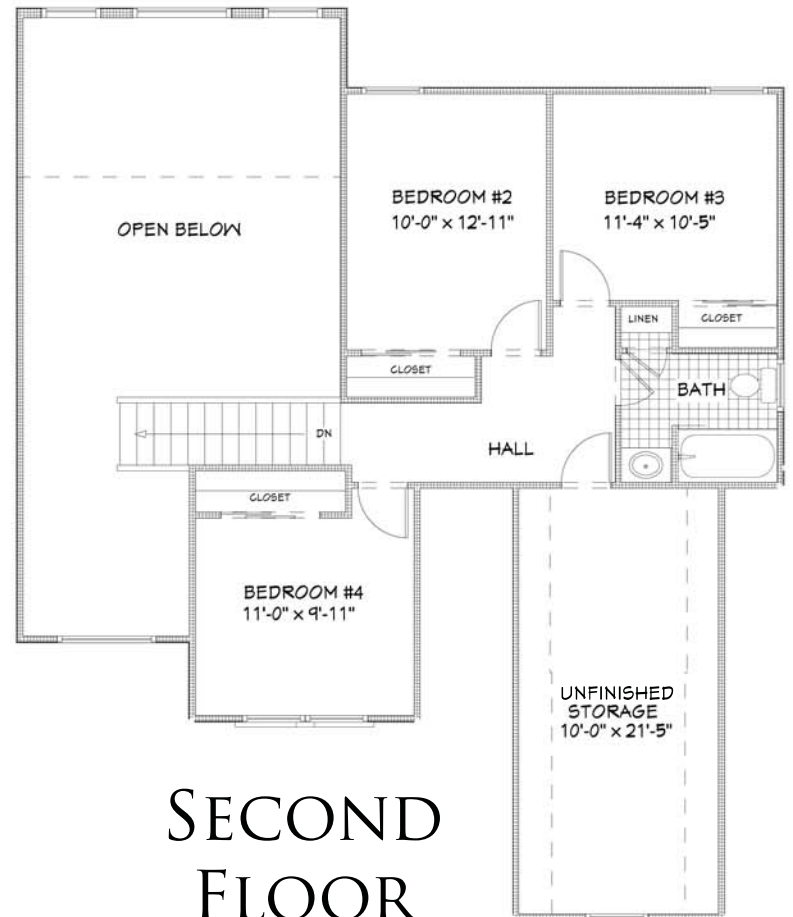 BEDROOM #2
10'-0" x 12'-11"
BEDROOM #3
11'-4" x 10'-5"
OPEN BELOW
LINEN
CLOSET
CLOSET
BATH
DN
HALL
CLOSET
BEDROOM #4
11'-0" x 9'-11"
UNFINISHED
STORAGE
10'-0" x 21'-5"
SECOND
FLOOR